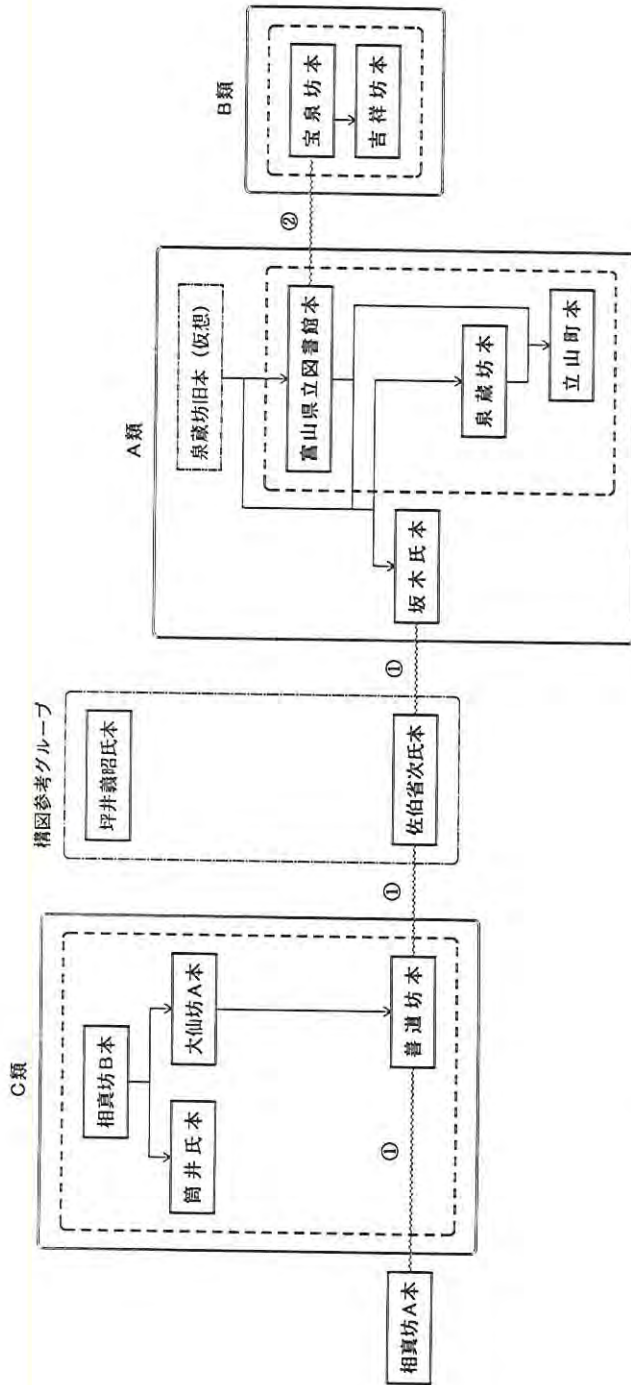 C類
相真坊B本
筒井氏本
大仙坊A本
善道坊本
相真坊A本
①
①
構図参考グループ
坪井義昭氏本
佐伯省次氏本
①
A類
泉蔵坊旧本（仮想）
富山県立図書館本
坂木氏本
泉蔵坊本
立山町本
②
B類
宝泉坊本
吉祥坊本